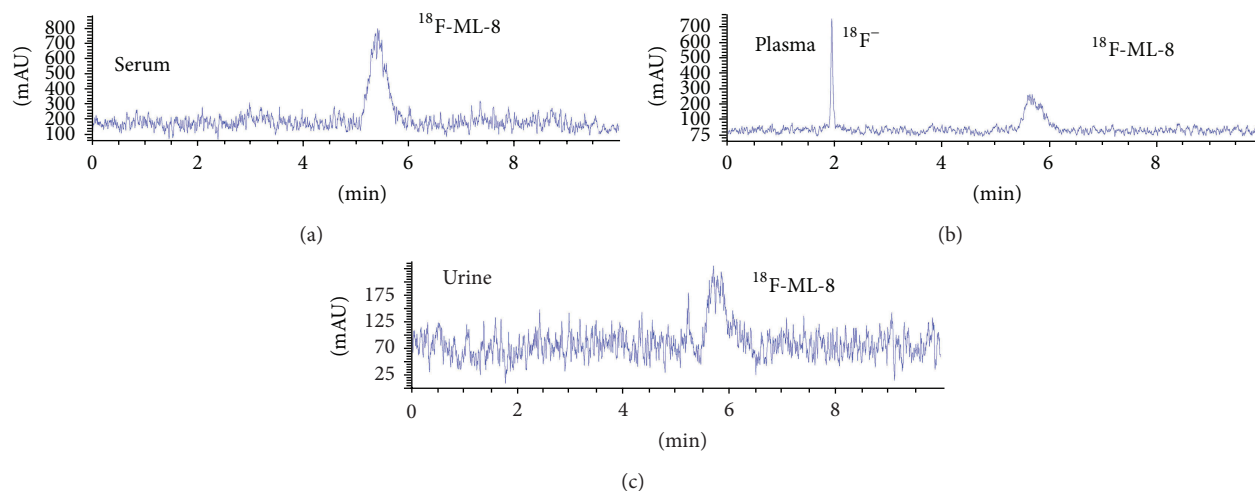 800
700
600
500
400
300
200
100
(mAU)
Serum
¹⁸F-ML-8
0 2 4 6 8
(min)
(a)
700
600
500
400
300
200
100
75
(mAU)
Plasma
¹⁸F⁻
¹⁸F-ML-8
0 2 4 6 8
(min)
(b)
175
125
70
25
(mAU)
Urine
¹⁸F-ML-8
0 2 4 6 8
(min)
(c)